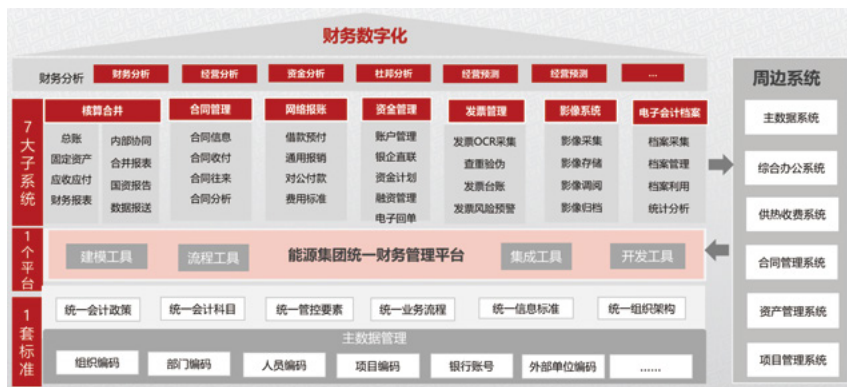 财务数字化
财务分析 财务分析 经营分析 资金分析 杜邦分析 经营预测 经营预测 ...
7大子系统
核算合并 合同管理 网络报账 资金管理 发票管理 影像系统 电子会计档案
总账
固定资产
应收应付
财务报表
内部协同
合并报表
国资报告
数据报送
合同信息
合同收付
合同往来
合同分析
借款预付
通用报销
对公付款
费用标准
账户管理
银企直联
资金计划
融资管理
电子回单
发票OCR采集
查重验伪
发票台账
发票风险预警
影像采集
影像存储
影像调阅
影像归档
档案采集
档案管理
档案利用
统计分析
1个平台
建模工具 流程工具 能源集团统一财务管理平台 集成工具 开发工具
1套标准
统一会计政策 统一会计科目 统一管控要素 统一业务流程 统一信息标准 统一组织架构
主数据管理
组织编码 部门编码 人员编码 项目编码 银行账号 外部单位编码 ......
周边系统
主数据系统
综合办公系统
供热收费系统
合同管理系统
资产管理系统
项目管理系统